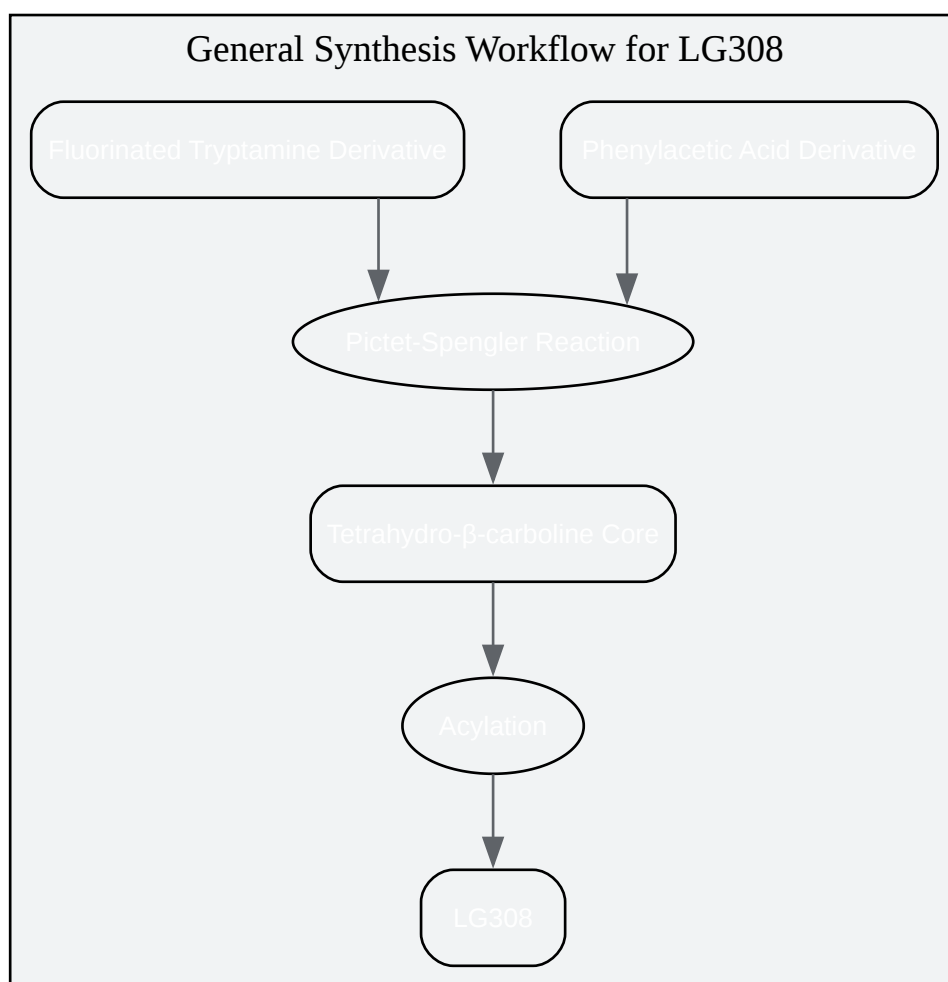 General Synthesis Workflow for LG308
Fluorinated Tryptamine Derivative
Phenylacetic Acid Derivative
Pictet-Spengler Reaction
Tetrahydro-β-carboline Core
Acylation
LG308